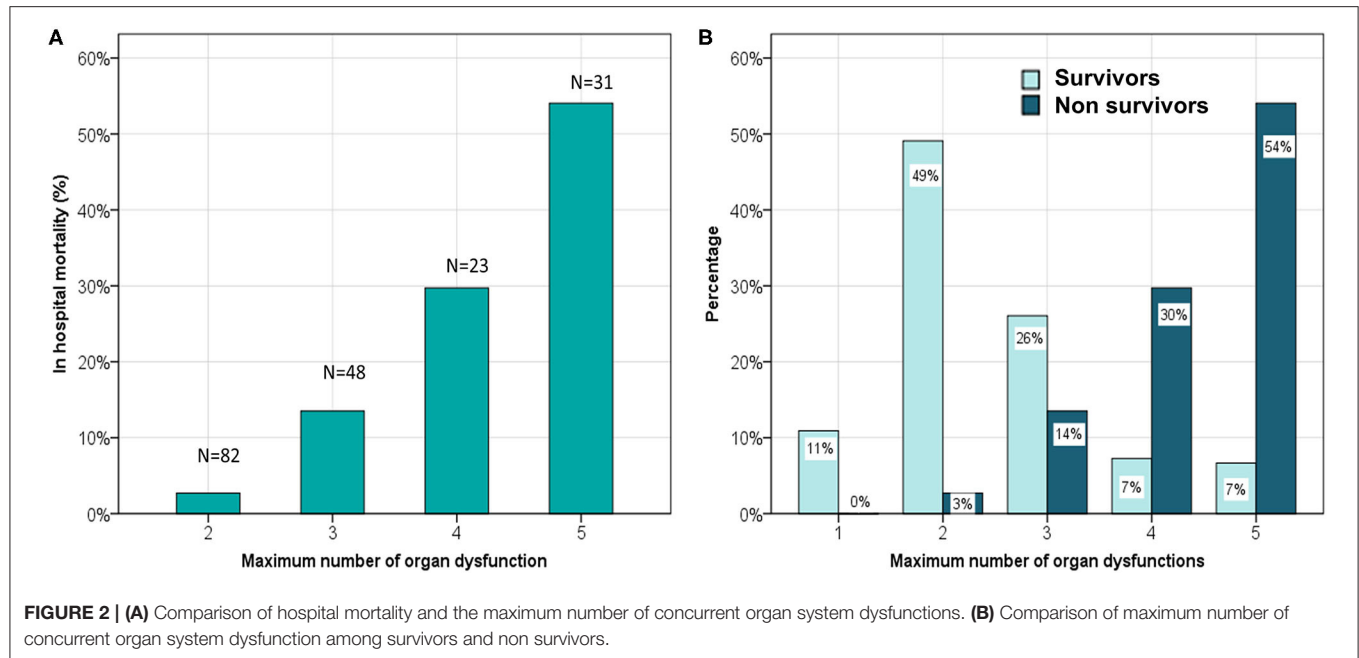 A
In hospital mortality (%)
60%
50%
40%
30%
20%
10%
0%
N=82
N=48
N=23
N=31
2 3 4 5
Maximum number of organ dysfunction
B
Percentage
60%
50%
40%
30%
20%
10%
0%
Survivors
Non survivors
11%
0%
49%
3%
26%
14%
7%
30%
7%
54%
1 2 3 4 5
Maximum number of organ dysfunctions
FIGURE 2 | (A) Comparison of hospital mortality and the maximum number of concurrent organ system dysfunctions. (B) Comparison of maximum number of
concurrent organ system dysfunction among survivors and non survivors.